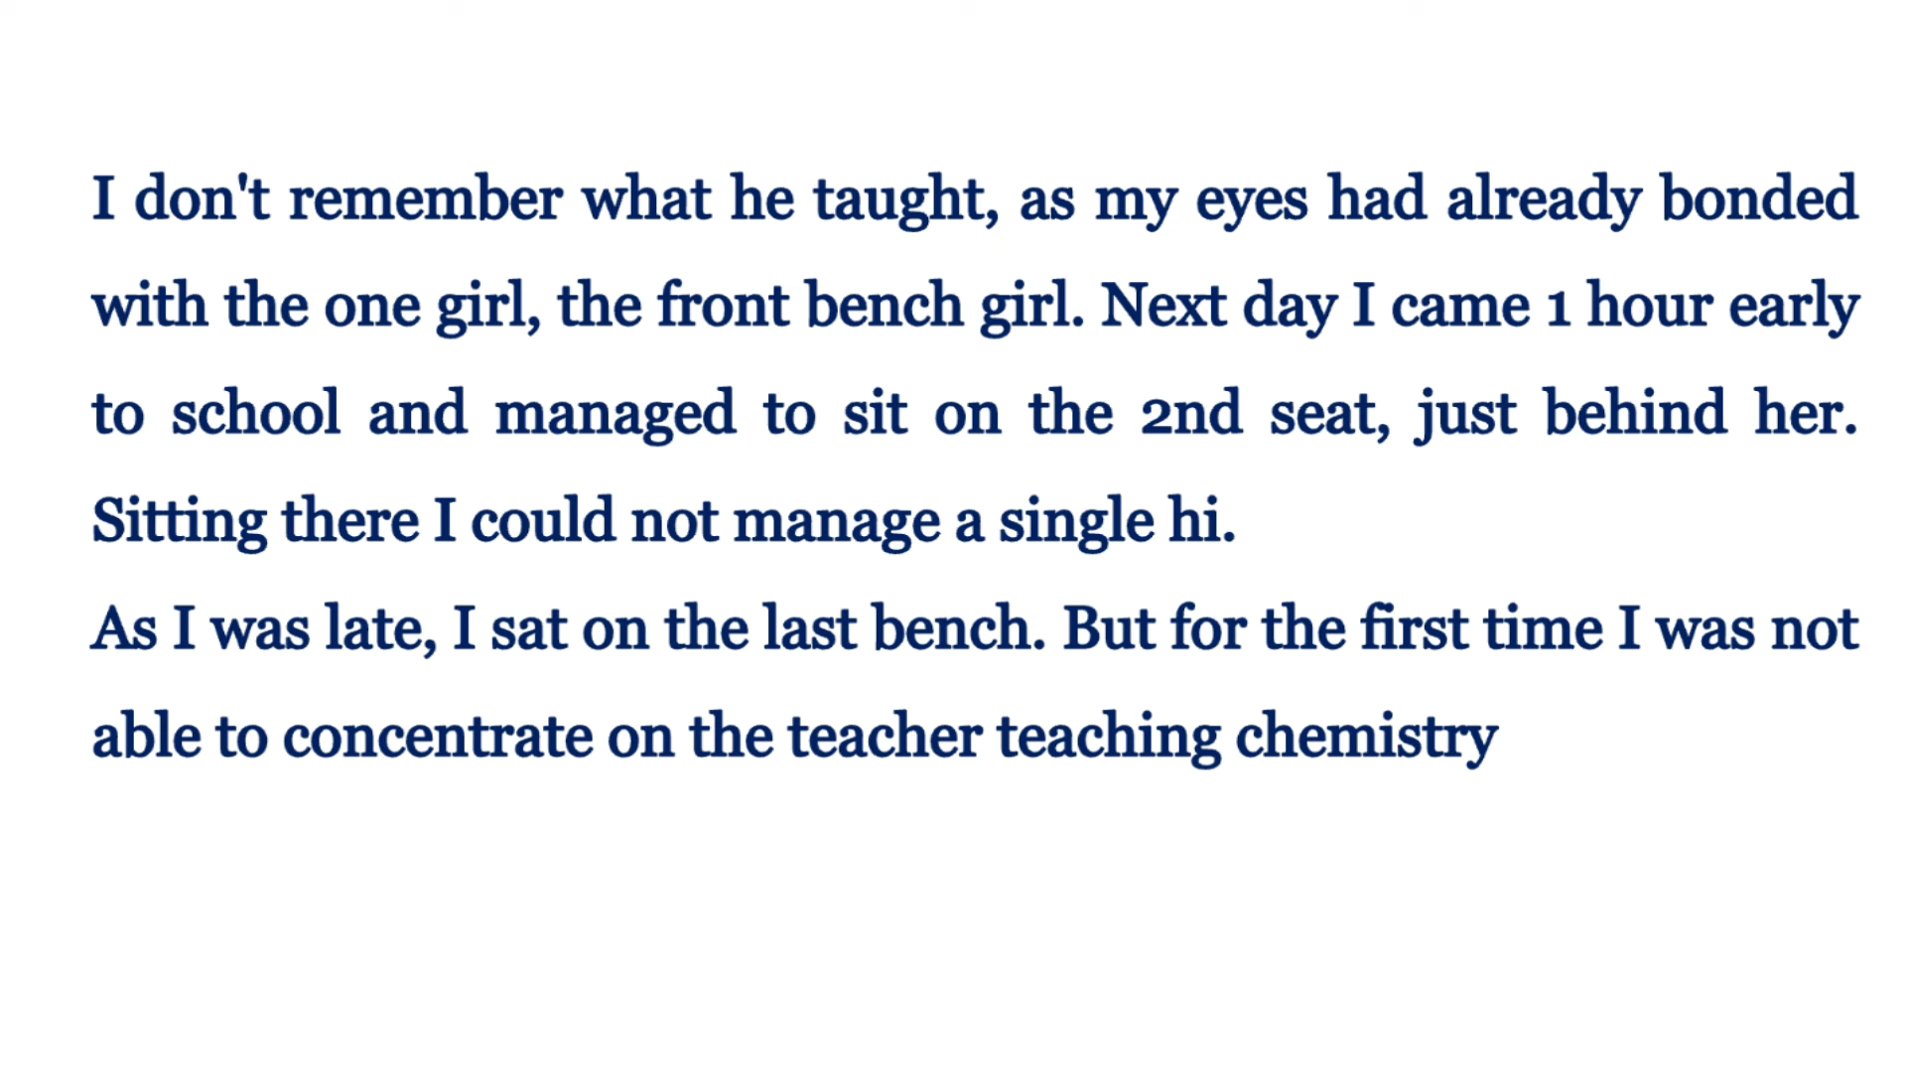 I don't remember what he taught, as my eyes had already bonded
with the one girl, the front bench girl. Next day I came 1 hour early
to school and managed to sit on the 2nd seat, just behind her.
Sitting there I could not manage a single hi.
As I was late, I sat on the last bench. But for the first time I was not
able to concentrate on the teacher teaching chemistry